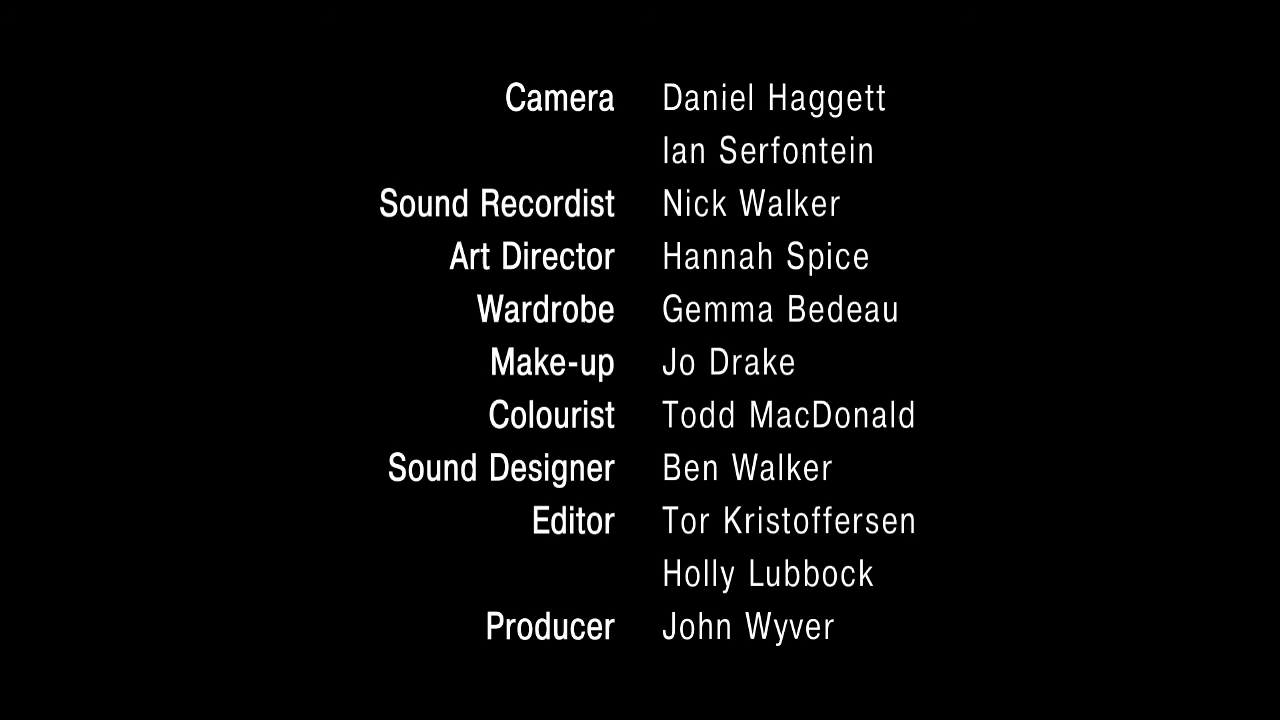 Camera Daniel Haggett
Ian Serfontein
Sound Recordist Nick Walker
Art Director Hannah Spice
Wardrobe Gemma Bedeau
Make-up Jo Drake
Colourist Todd MacDonald
Sound Designer Ben Walker
Editor Tor Kristoffersen
Holly Lubbock
Producer John Wyver